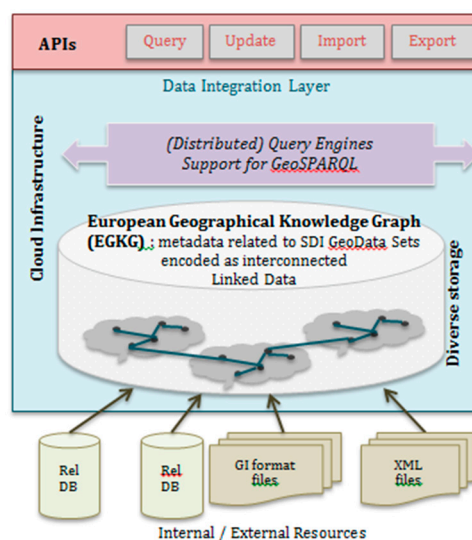 APIs
Query
Update
Import
Export
Data Integration Layer
Cloud Infrastructure
(Distributed) Query Engines
Support for GeoSPARQL
European Geographical Knowledge Graph
(EGKG) ; metadata related to SDI GeoData Sets
encoded as interconnected
Linked Data
Diverse storage
Rel
DB
Rel
DB
GI format
files
XML
files
Internal / External Resources